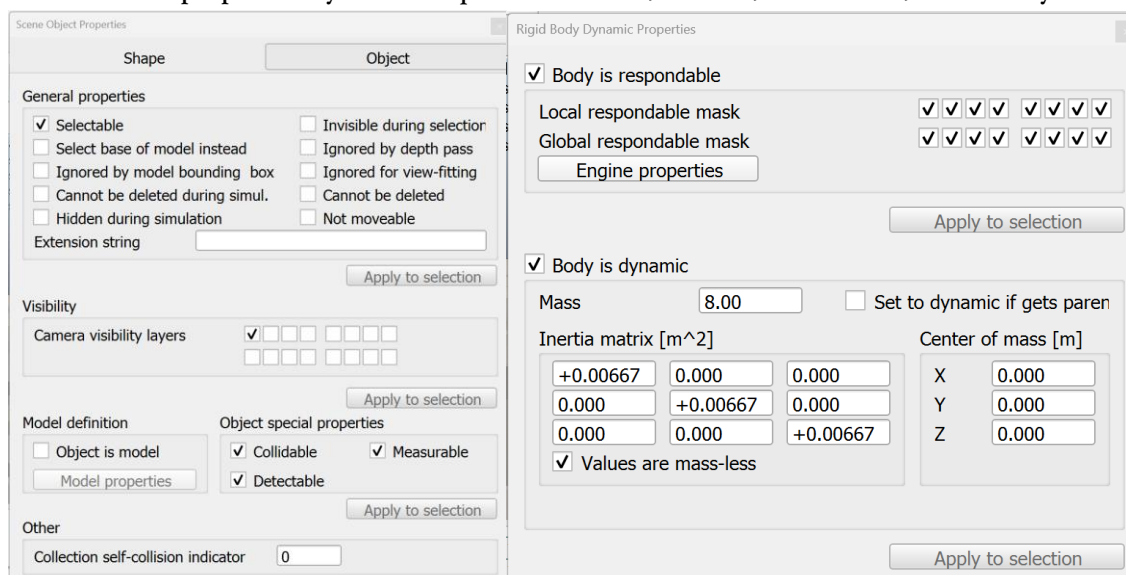 Scene Object Properties
Shape
Object
General properties
Selectable
Invisible during selection
Select base of model instead
Ignored by depth pass
Ignored by model bounding box
Ignored for view-fitting
Cannot be deleted during simul.
Cannot be deleted
Hidden during simulation
Not moveable
Extension string
Apply to selection
Visibility
Camera visibility layers
Apply to selection
Model definition
Object special properties
Object is model
Collidable
Measurable
Model properties
Detectable
Apply to selection
Other
Collection self-collision indicator 0
Rigid Body Dynamic Properties
Body is respondable
Local respondable mask
Global respondable mask
Engine properties
Apply to selection
Body is dynamic
Mass 8.00 Set to dynamic if gets paren
Inertia matrix [m^2]
Center of mass [m]
+0.00667 0.000 0.000 X 0.000
0.000 +0.00667 0.000 Y 0.000
0.000 0.000 +0.00667 Z 0.000
Values are mass-less
Apply to selection